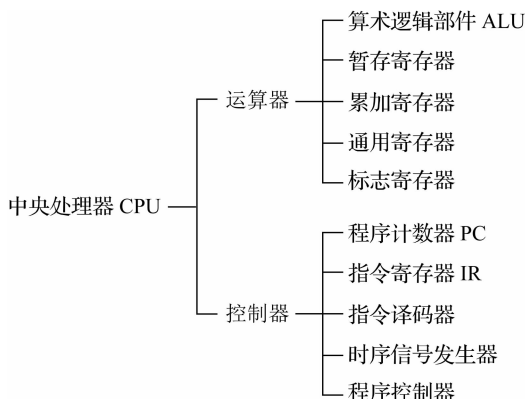 算术逻辑部件 ALU
暂存寄存器
运算器
累加寄存器
通用寄存器
标志寄存器
中央处理器 CPU
程序计数器 PC
指令寄存器 IR
控制器
指令译码器
时序信号发生器
程序控制器